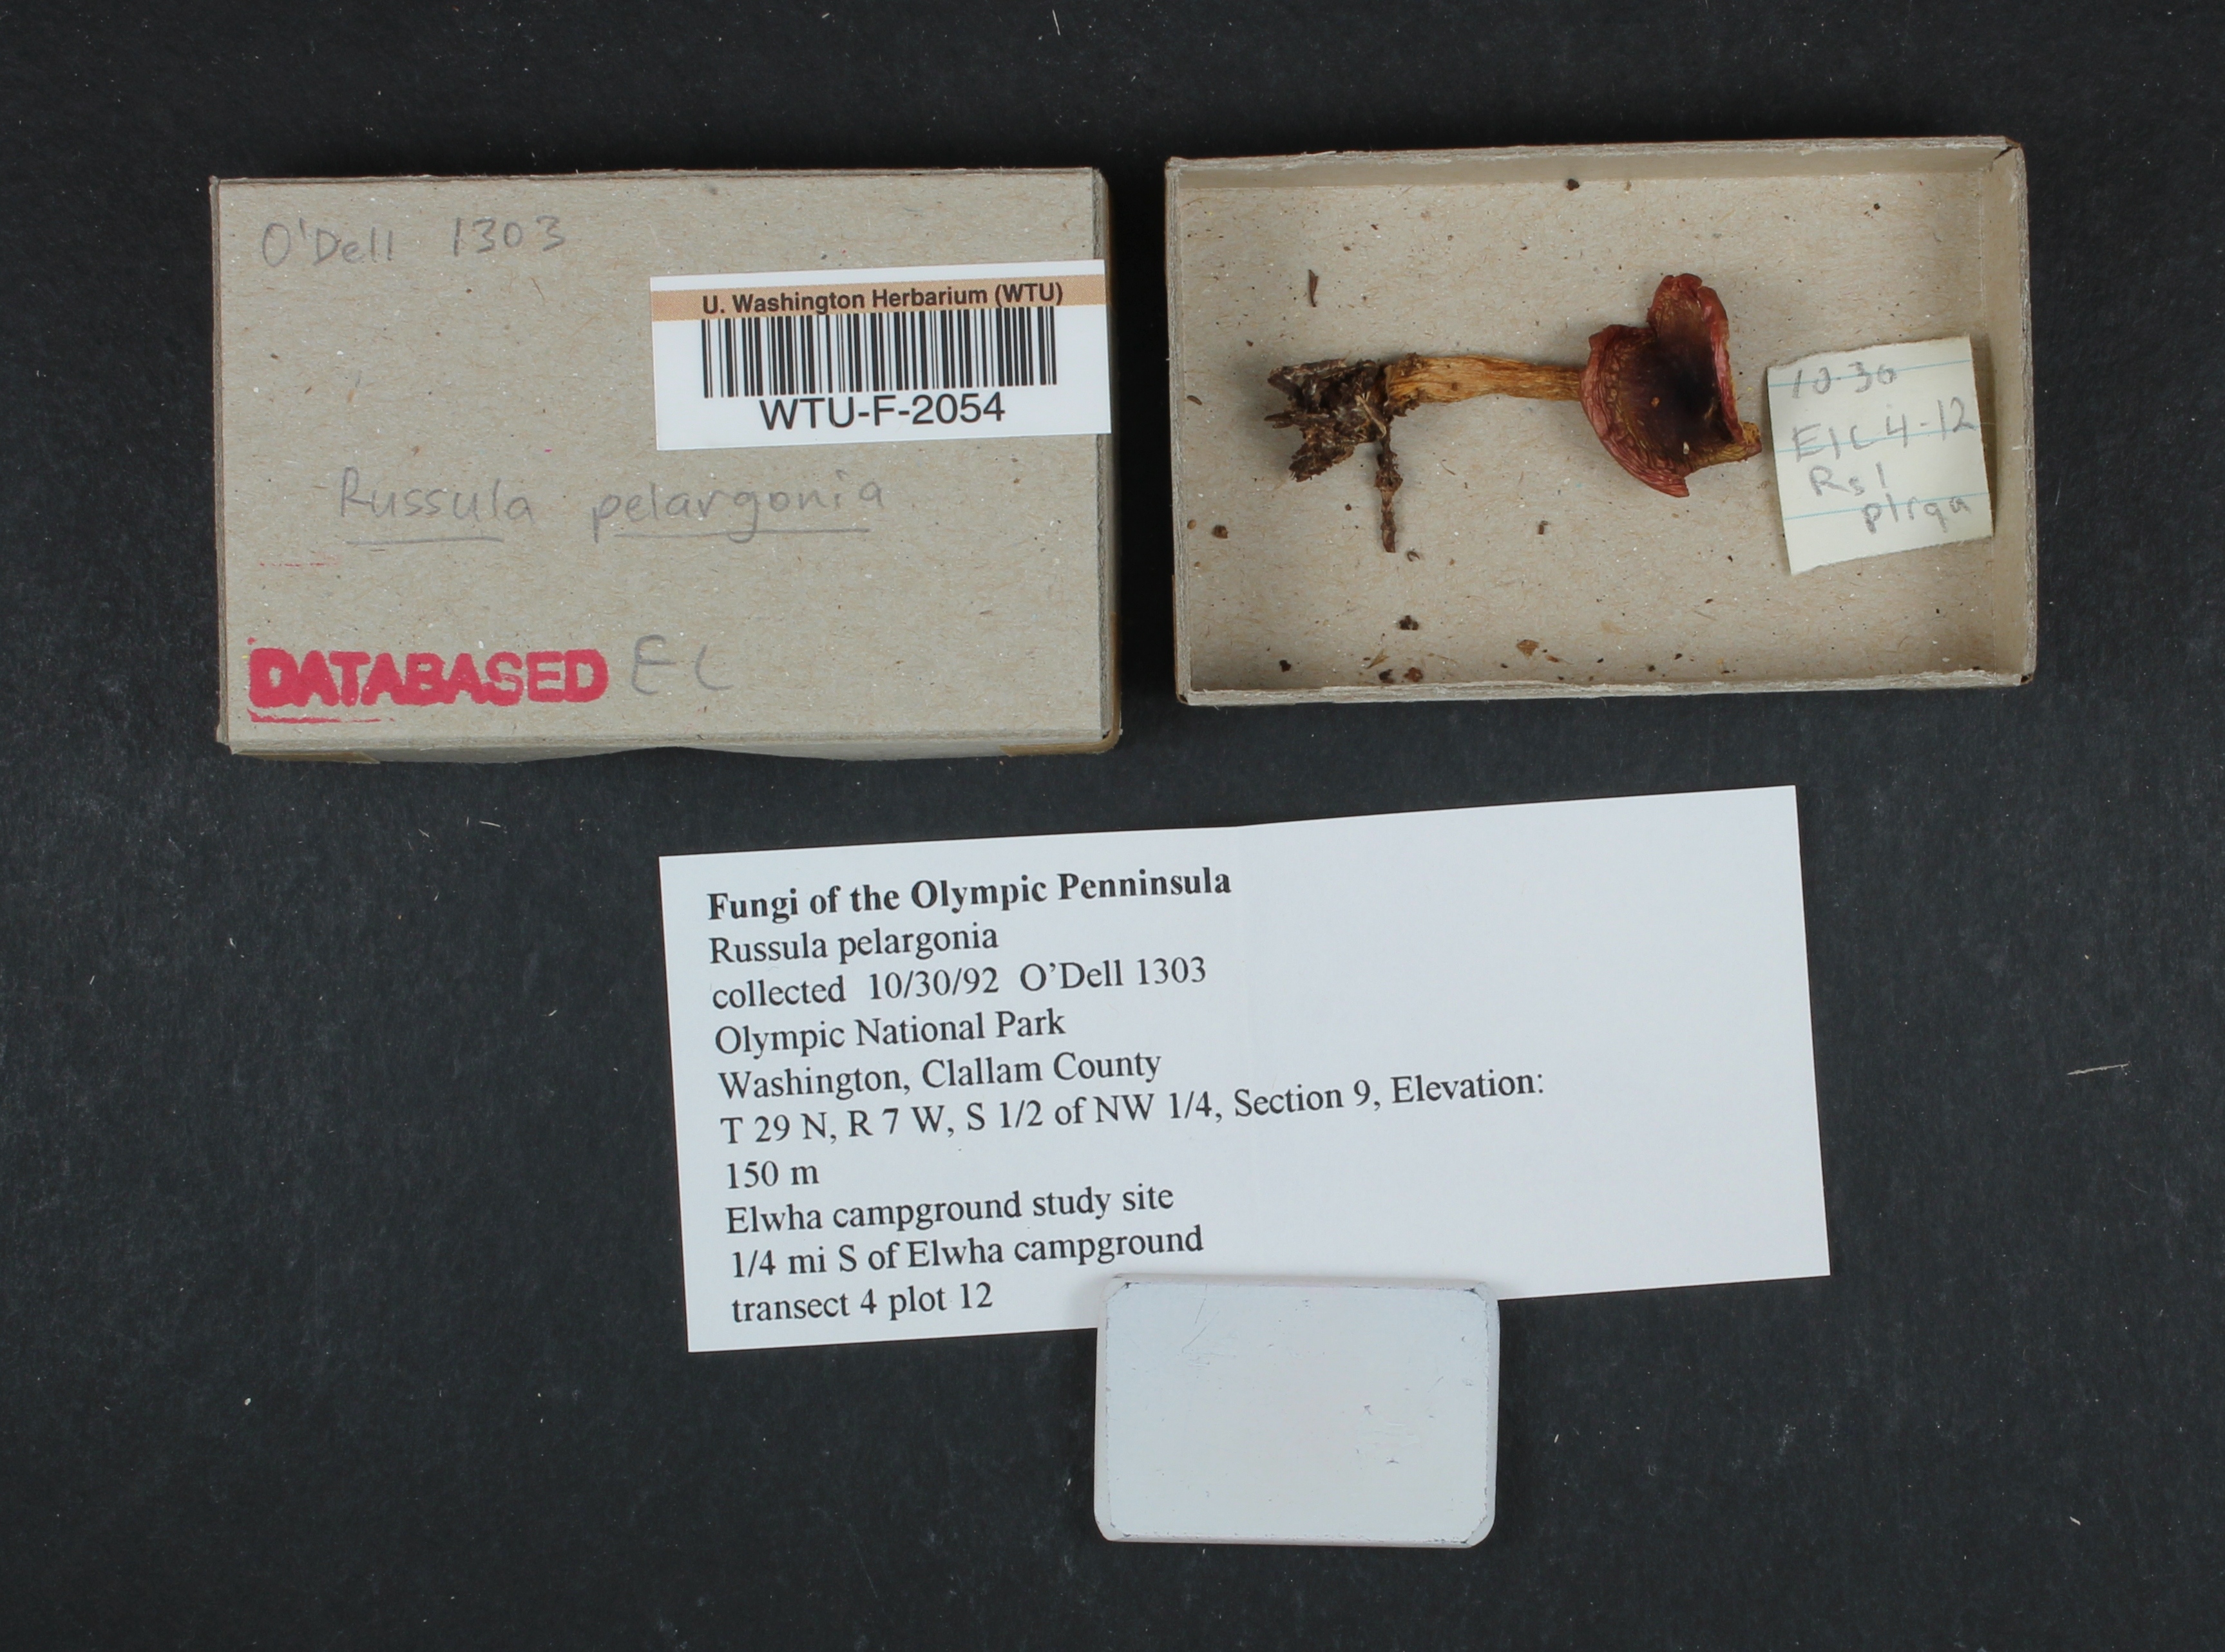 O'Dell 1303
U. Washington Herbarium (WTU)
WTU-F-2054
Russula pelargonia
DATABASED EC
10-30
E1C 4-12
Rs1
plrga
Fungi of the Olympic Penninsula
Russula pelargonia
collected 10/30/92 O'Dell 1303
Olympic National Park
Washington, Clallam County
T 29 N, R 7 W, S 1/2 of NW 1/4, Section 9, Elevation:
150 m
Elwha campground study site
1/4 mi S of Elwha campground
transect 4 plot 12